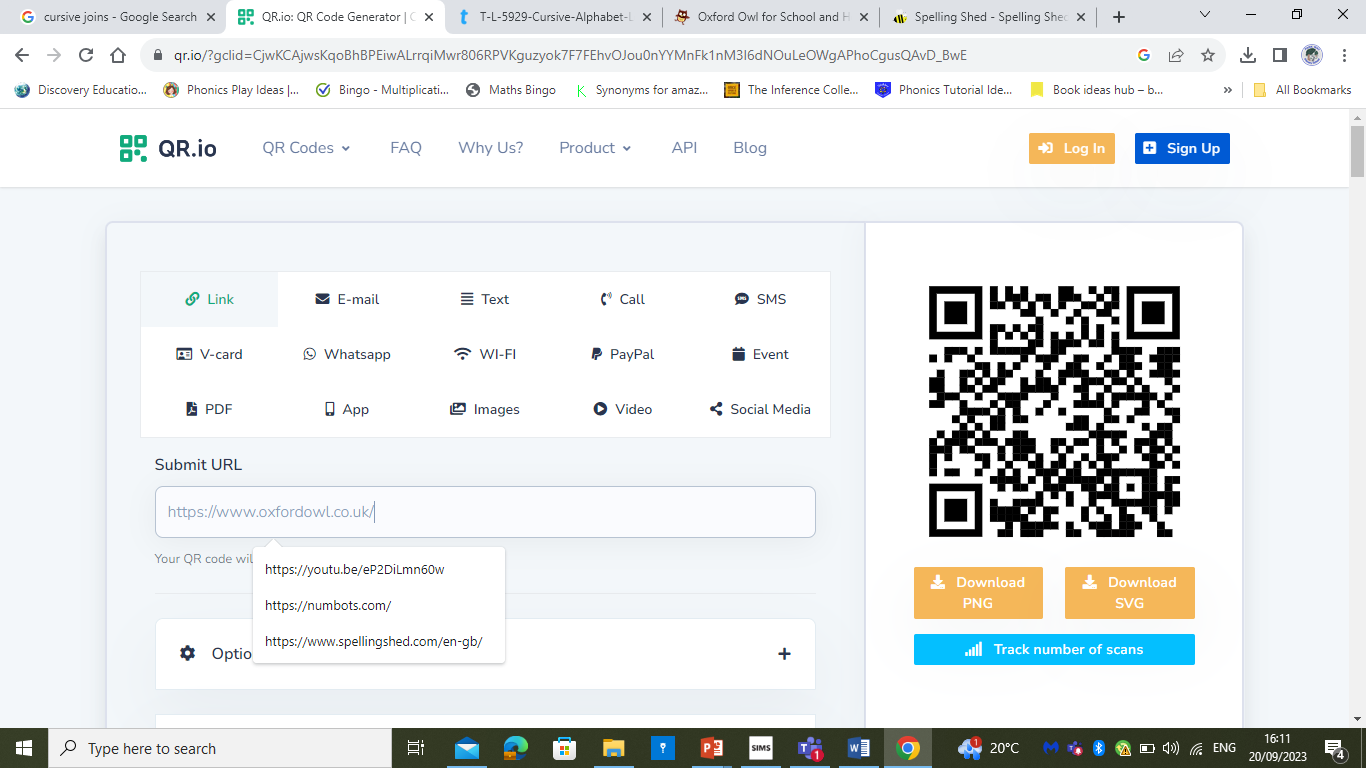 cursive joins - Google Search
QR.io: QR Code Generator | C
T-L-5929-Cursive-Alphabet-L
Oxford Owl for School and H
Spelling Shed - Spelling Shed
qr.io/?gclid=CjwKCAjwsKqoBhBPEiwALrrqiMwr806RPVKguzyok7F7FEhvOJou0nYYMnFk1nM3I6dNOuLeOWgAPhoCgusQAvD_BwE
Discovery Educatio...
Phonics Play Ideas |...
Bingo - Multiplicati...
Maths Bingo
Synonyms for amaz...
The Inference Colle...
Phonics Tutorial Ide...
Book ideas hub – b...
»
All Bookmarks
QR.io
QR Codes
FAQ
Why Us?
Product
API
Blog
Log In
Sign Up
Link
E-mail
Text
Call
SMS
V-card
Whatsapp
WI-FI
PayPal
Event
PDF
App
Images
Video
Social Media
Submit URL
https://www.oxfordowl.co.uk/
Your QR code wil
https://youtu.be/eP2DiLmn60w
https://numbots.com/
https://www.spellingshed.com/en-gb/
Optio
Download
PNG
Download
SVG
Track number of scans
Type here to search
SIMS
1
1
20°C
ENG
16:11
20/09/2023
4